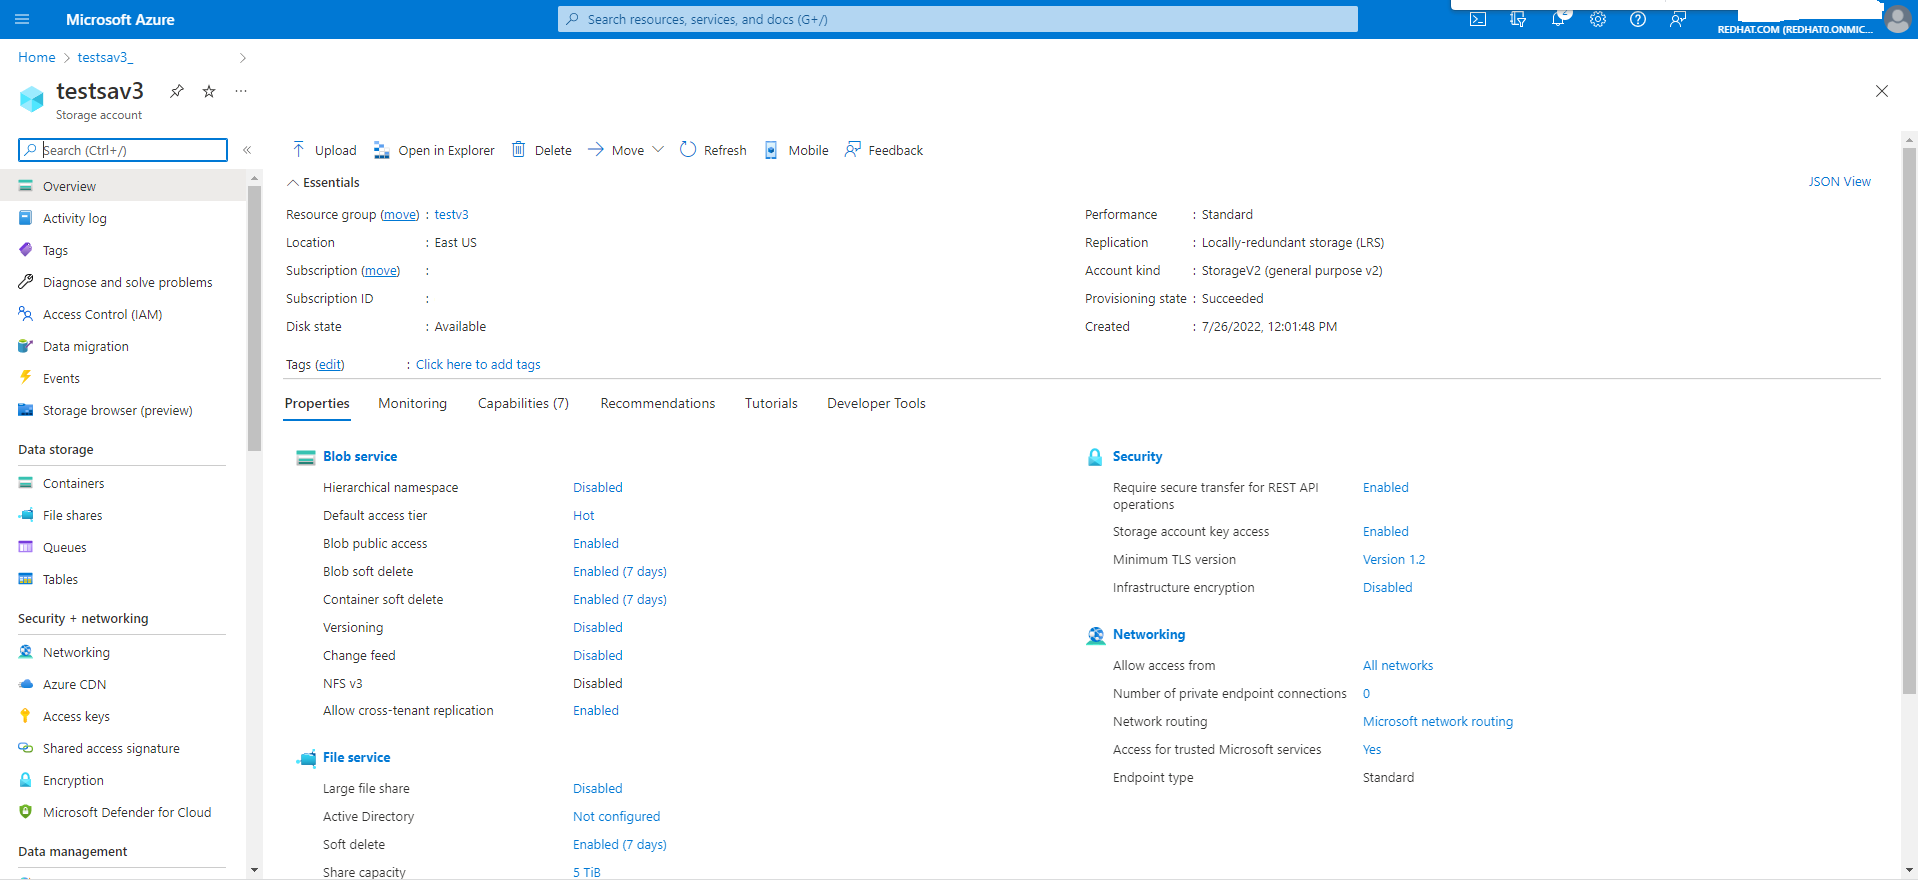 Microsoft Azure
Search resources, services, and docs (G+/)
2
REDHAT.COM (REDHAT0.ONMIC...
Home > testsav3_
testsav3
Storage account
Search (Ctrl+/)
Overview
Activity log
Tags
Diagnose and solve problems
Access Control (IAM)
Data migration
Events
Storage browser (preview)
Data storage
Containers
File shares
Queues
Tables
Security + networking
Networking
Azure CDN
Access keys
Shared access signature
Encryption
Microsoft Defender for Cloud
Data management
Upload Open in Explorer Delete Move Refresh Mobile Feedback
Essentials
JSON View
Resource group (move) : testv3
Location : East US
Subscription (move) :
Subscription ID :
Disk state : Available
Performance : Standard
Replication : Locally-redundant storage (LRS)
Account kind : StorageV2 (general purpose v2)
Provisioning state : Succeeded
Created : 7/26/2022, 12:01:48 PM
Tags (edit) : Click here to add tags
Properties Monitoring Capabilities (7) Recommendations Tutorials Developer Tools
Blob service
Hierarchical namespace Disabled
Default access tier Hot
Blob public access Enabled
Blob soft delete Enabled (7 days)
Container soft delete Enabled (7 days)
Versioning Disabled
Change feed Disabled
NFS v3 Disabled
Allow cross-tenant replication Enabled
File service
Large file share Disabled
Active Directory Not configured
Soft delete Enabled (7 days)
Share capacity 5 TiB
Security
Require secure transfer for REST API Enabled
operations
Storage account key access Enabled
Minimum TLS version Version 1.2
Infrastructure encryption Disabled
Networking
Allow access from All networks
Number of private endpoint connections 0
Network routing Microsoft network routing
Access for trusted Microsoft services Yes
Endpoint type Standard